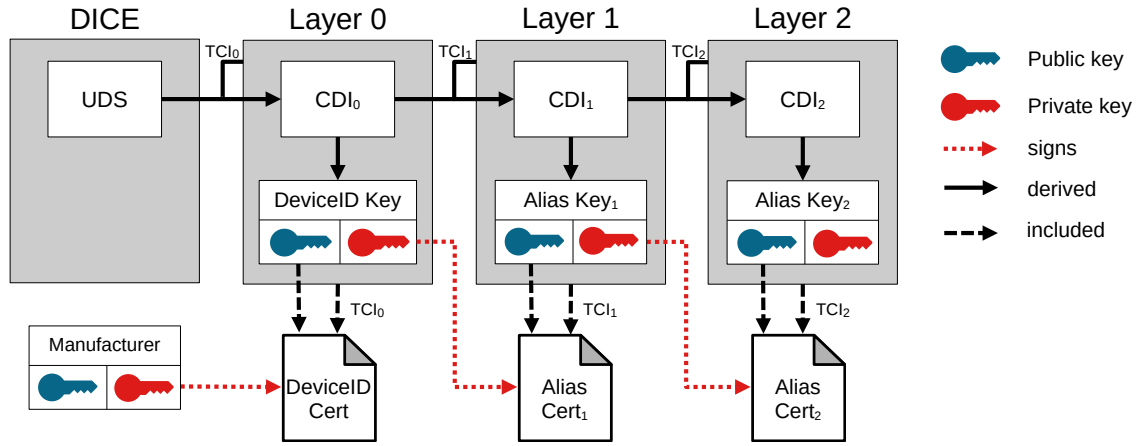 DICE
Layer 0
Layer 1
Layer 2
TCI₀
TCI₁
TCI₂
UDS
CDI₀
CDI₁
CDI₂
Public key
Private key
signs
derived
included
DeviceID Key
Alias Key₁
Alias Key₂
TCI₀
TCI₁
TCI₂
Manufacturer
DeviceID
Cert
Alias
Cert₁
Alias
Cert₂